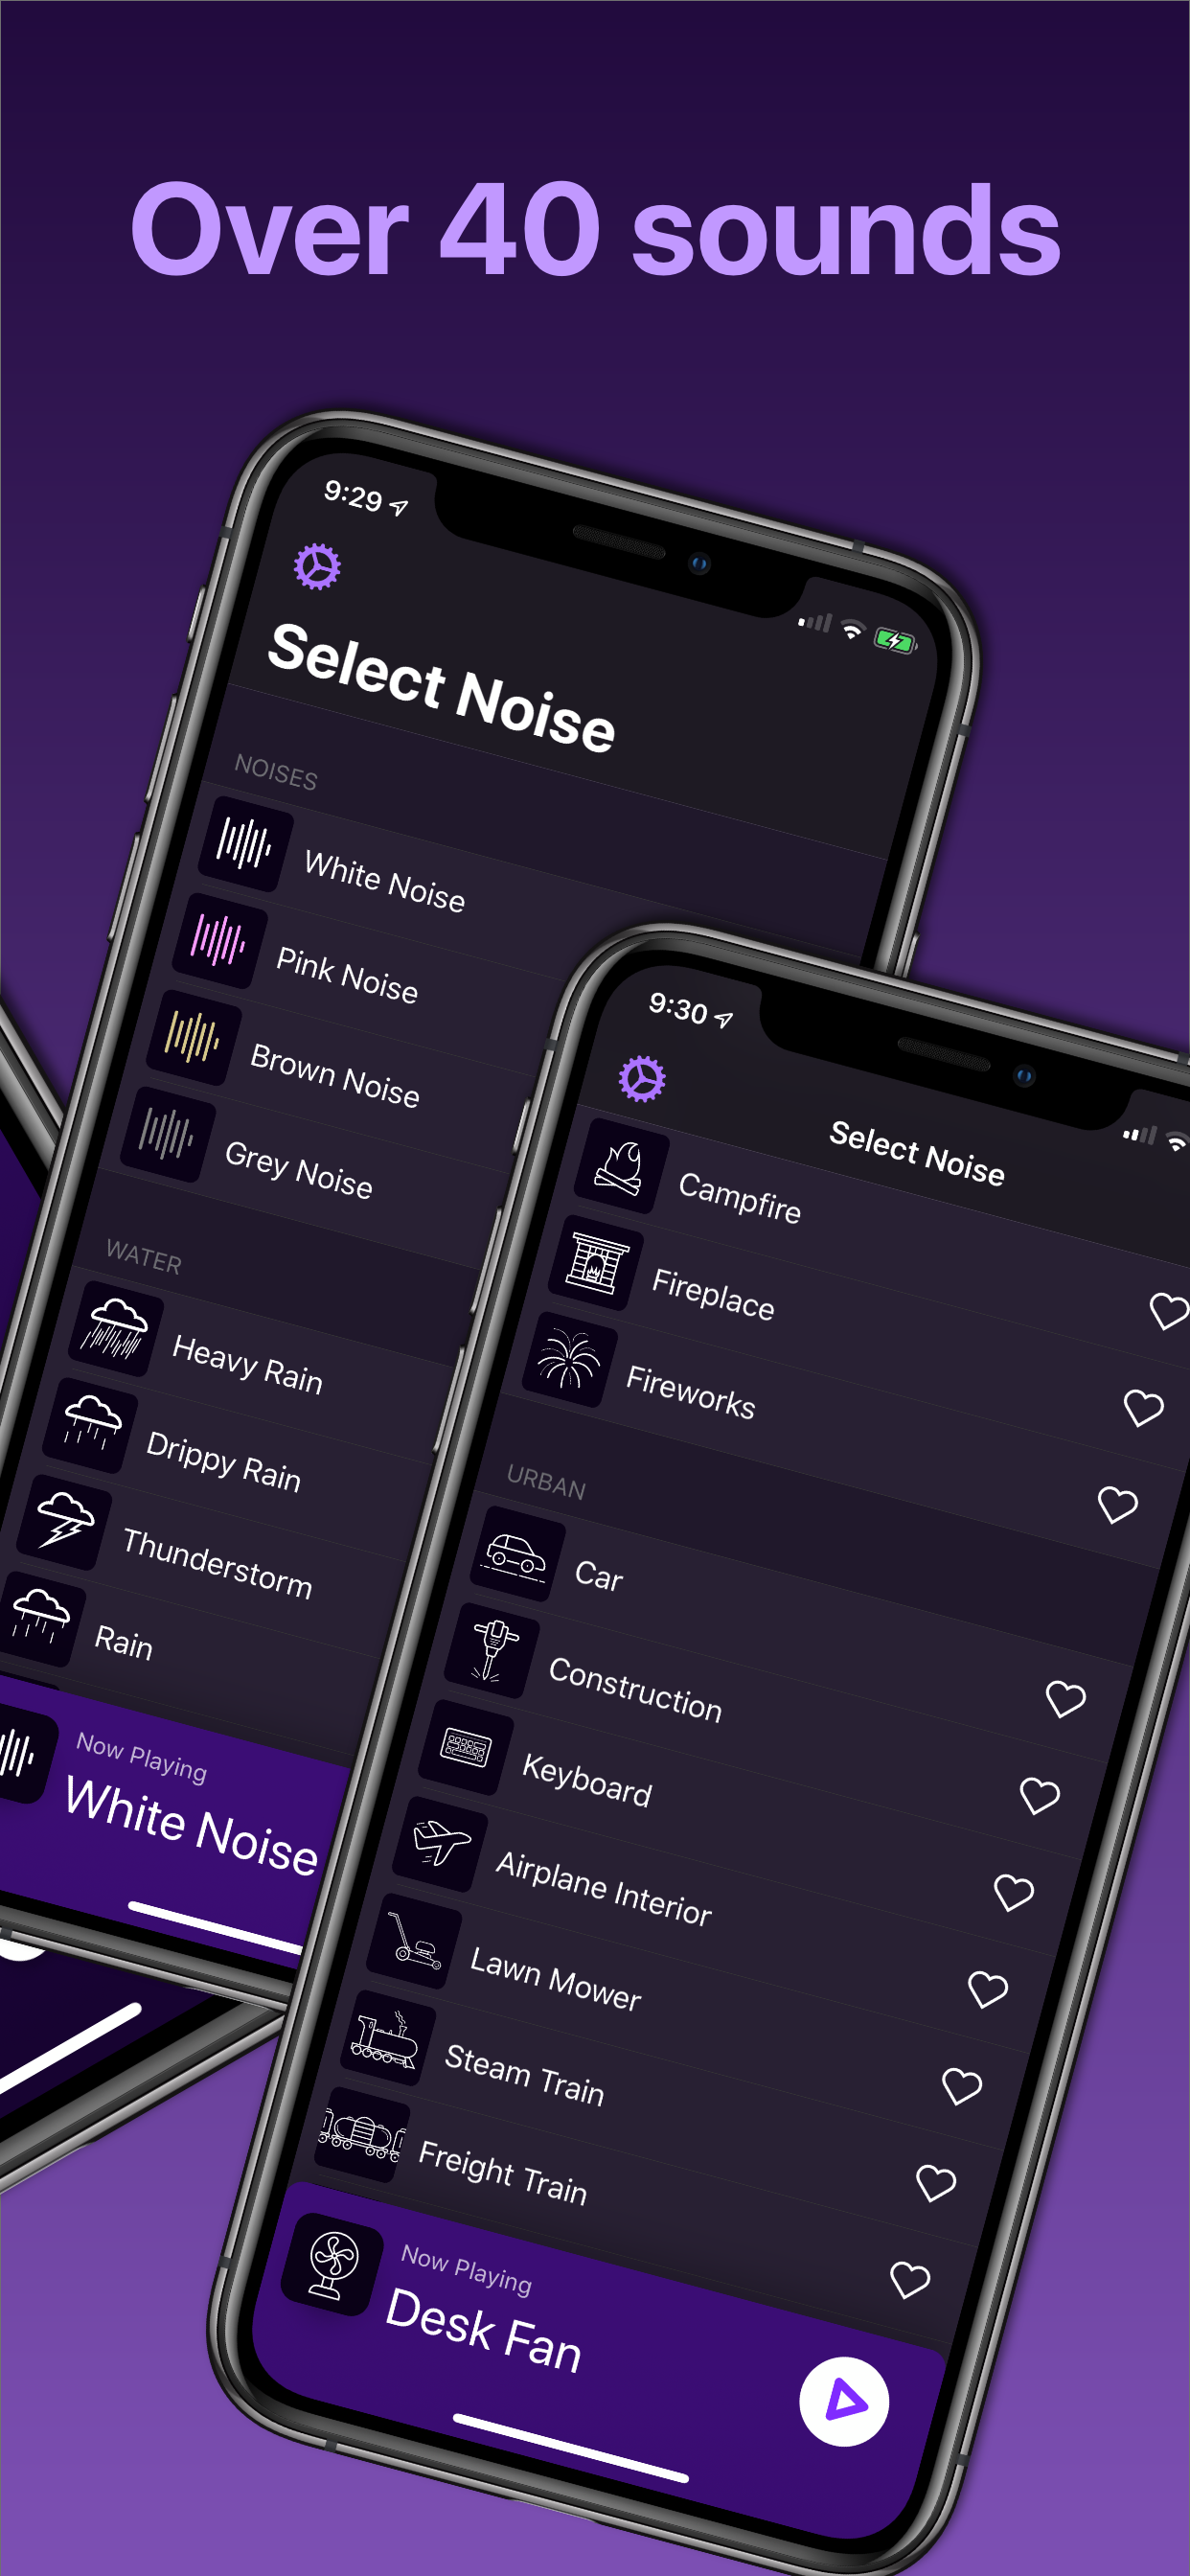 Over 40 sounds
9:29
Select Noise
NOISES
White Noise
Pink Noise
Brown Noise
Grey Noise
WATER
Heavy Rain
Drippy Rain
Thunderstorm
Rain
Now Playing
White Noise
9:30
Select Noise
Campfire
Fireplace
Fireworks
URBAN
Car
Construction
Keyboard
Airplane Interior
Lawn Mower
Steam Train
Freight Train
Now Playing
Desk Fan